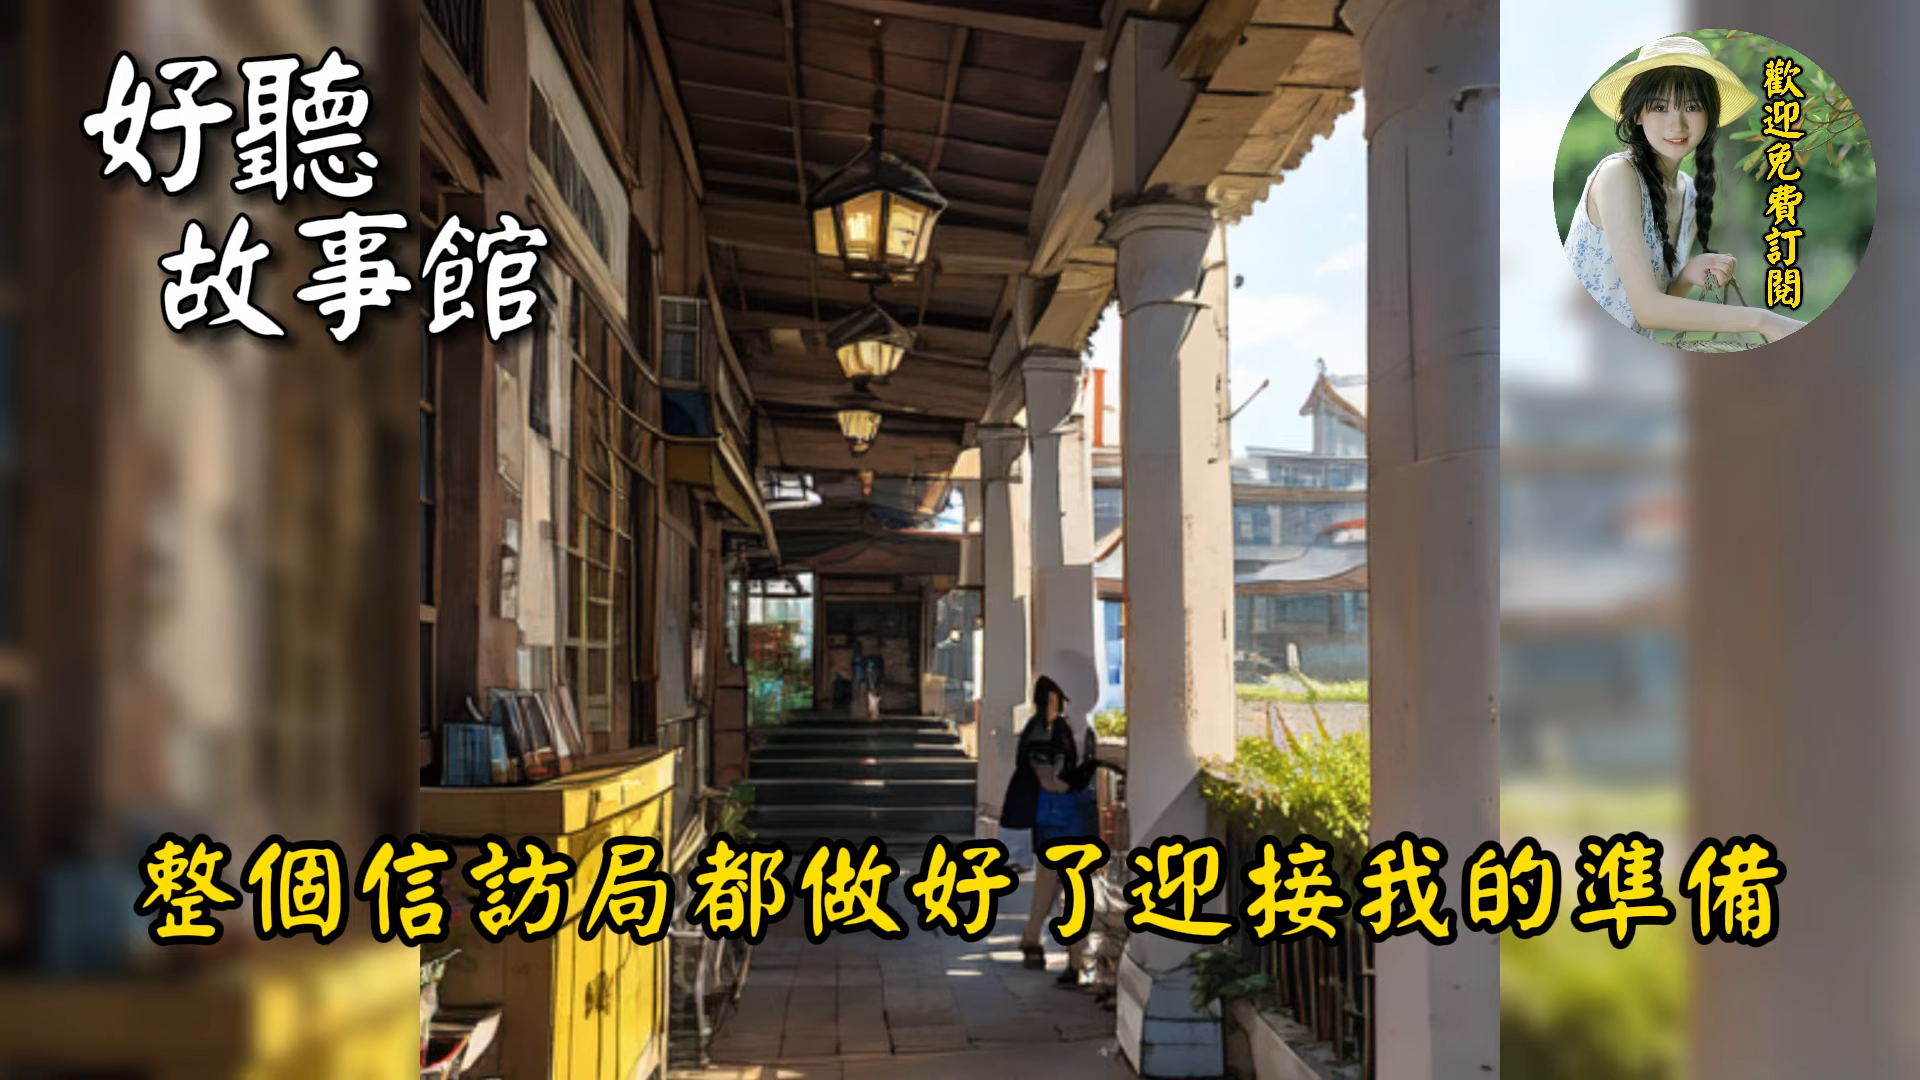 好聽
故事館
歡迎免費訂閱
整個信訪局都做好了迎接我的準備